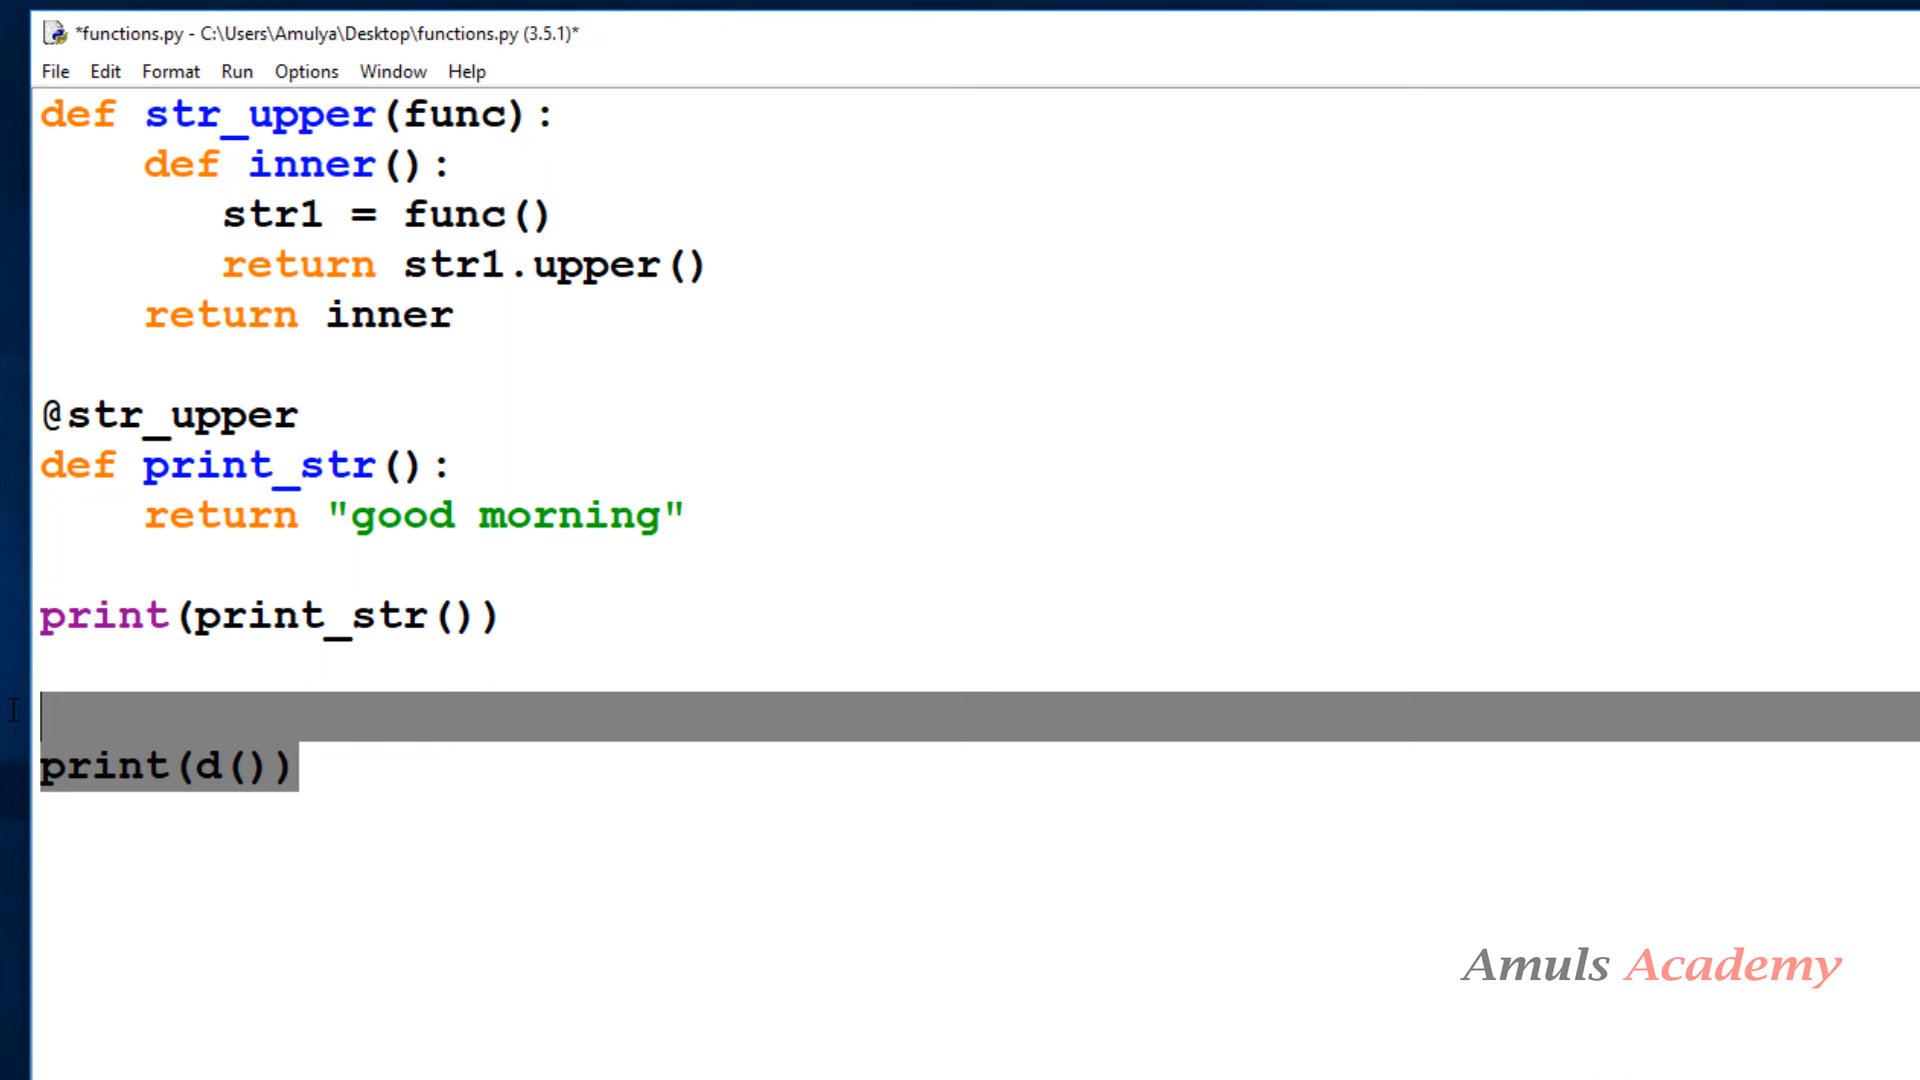 *functions.py - C:\Users\Amulya\Desktop\functions.py (3.5.1)*
File Edit Format Run Options Window Help
def str_upper(func):
    def inner():
       str1 = func()
       return str1.upper()
    return inner
@str_upper
def print_str():
    return "good morning"
print(print_str())
print(d())
Amuls Academy